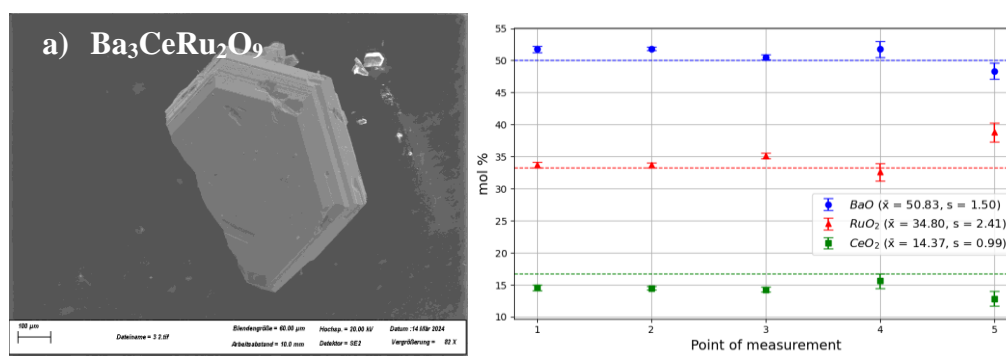 a) Ba₃CeRu₂O₉
100 µm
Dateiname = 3 2.tif
Blendengröße = 60.00 µm Hochsp. = 20.00 kV Datum :14 Mär 2024
Arbeitsabstand = 10.0 mm Detektor = SE2 Vergrößerung = 82 X
55
50
45
40
35
30
25
20
15
10
mol %
BaO (x̄ = 50.83, s = 1.50)
RuO₂ (x̄ = 34.80, s = 2.41)
CeO₂ (x̄ = 14.37, s = 0.99)
1 2 3 4 5
Point of measurement